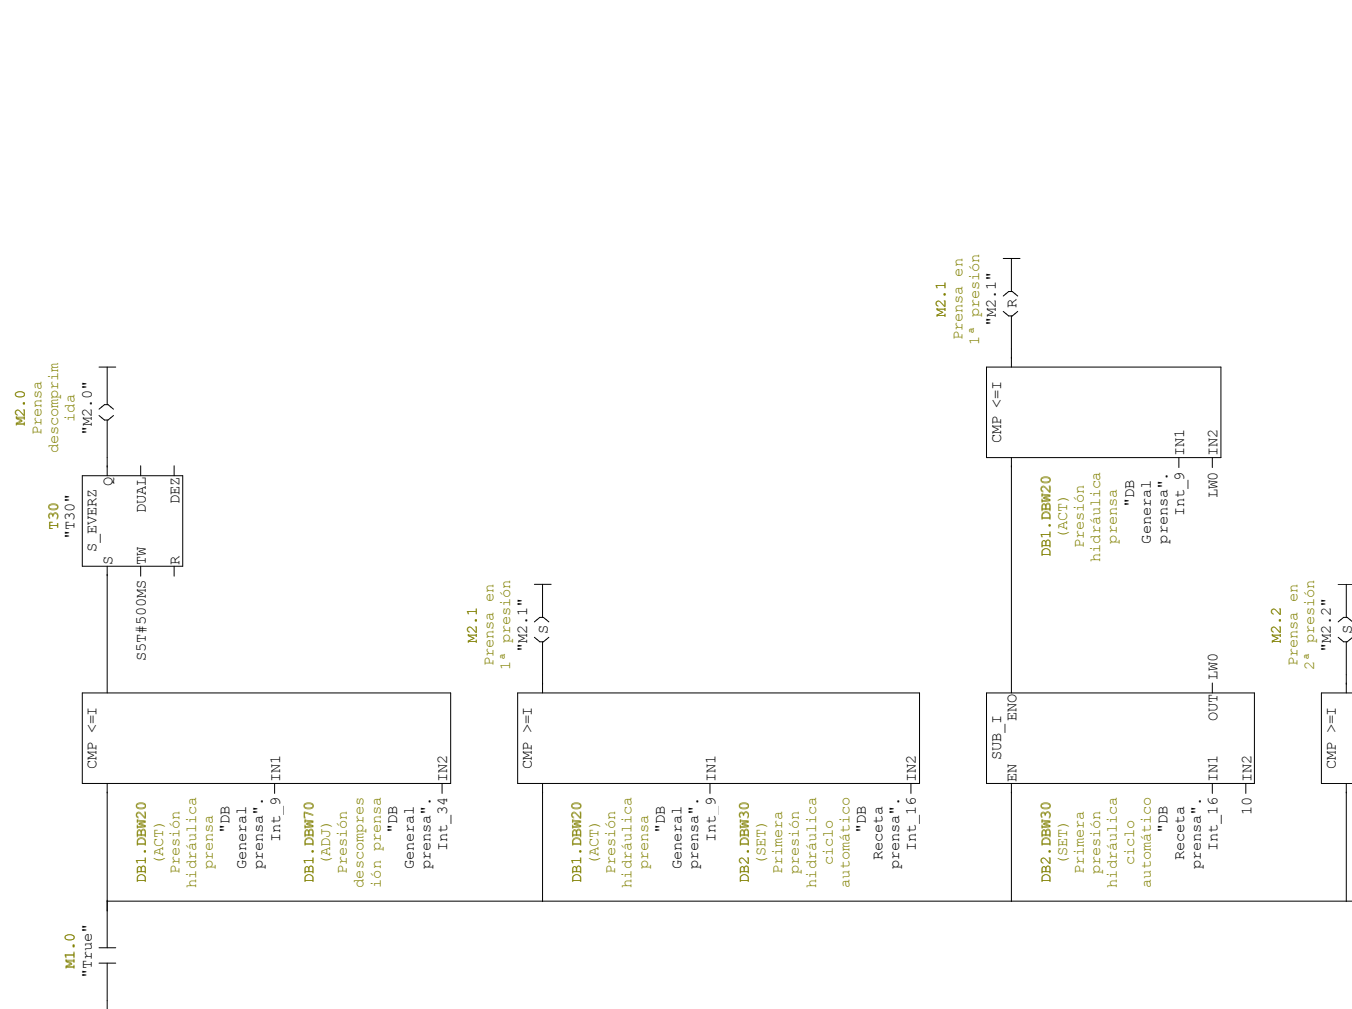 M1.0
"True"
DB1.DBW20
(ACT)
Presión
hidráulica
prensa
"DB
General
prensa".
Int_9
DB1.DBW70
(ADJ)
Presión
descompres
ión prensa
"DB
General
prensa".
Int_34
CMP <=I
IN1
IN2
S5T#500MS
T30
"T30"
S_EVERZ
S
Q
TW
DUAL
R
DEZ
M2.0
Prensa
descomprim
ida
"M2.0"
DB1.DBW20
(ACT)
Presión
hidráulica
prensa
"DB
General
prensa".
Int_9
DB2.DBW30
(SET)
Primera
presión
hidráulica
ciclo
automático
"DB
Receta
prensa".
Int_16
CMP >=I
IN1
IN2
M2.1
Prensa en
1ª presión
"M2.1"
S
DB2.DBW30
(SET)
Primera
presión
hidráulica
ciclo
automático
"DB
Receta
prensa".
Int_16
10
SUB_I
EN
ENO
IN1
OUT
LW0
IN2
DB1.DBW20
(ACT)
Presión
hidráulica
prensa
"DB
General
prensa".
Int_9
LW0
CMP <=I
IN1
IN2
M2.1
Prensa en
1ª presión
"M2.1"
R
CMP >=I
M2.2
Prensa en
2ª presión
"M2.2"
S